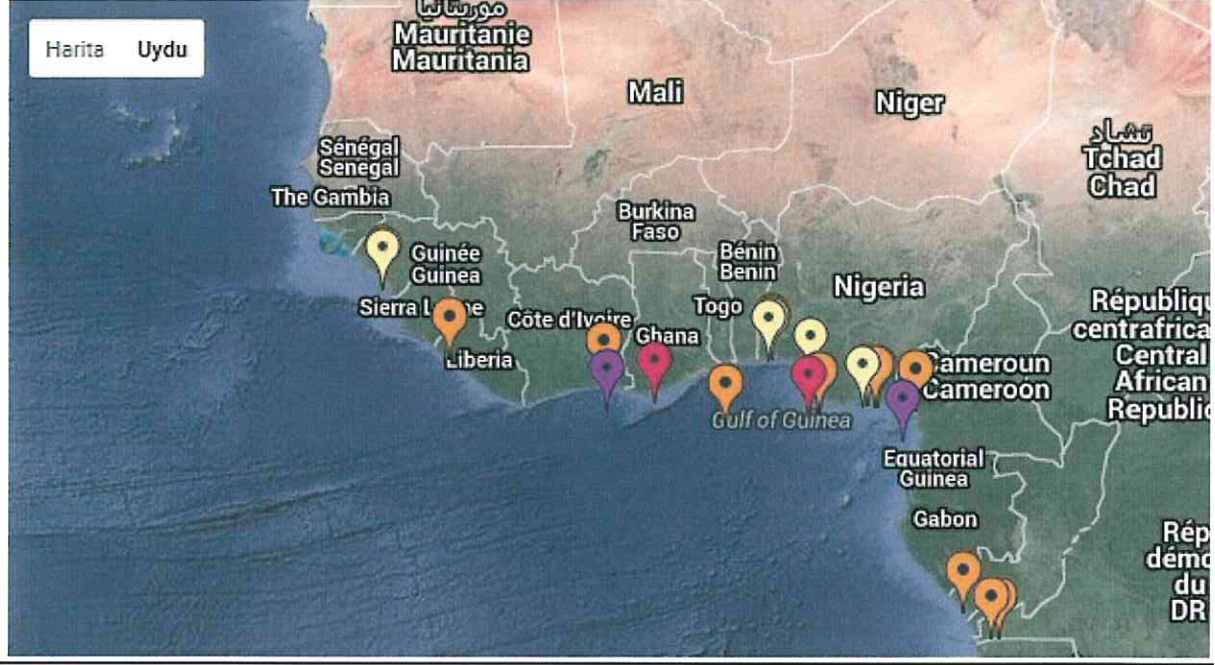 Harita Uydu
موريتانيا
Mauritanie
Mauritania
Mali
Niger
تشاد
Tchad
Chad
Sénégal
Senegal
The Gambia
Guinée
Guinea
Burkina
Faso
Bénin
Benin
Nigeria
Togo
Côte d'Ivoire
Ghana
Liberia
Gulf of Guinea
Cameroun
Cameroon
Républiqu
centrafrica
Central
African
Republic
Equatorial
Guinea
Gabon
Rép
démo
du
DR